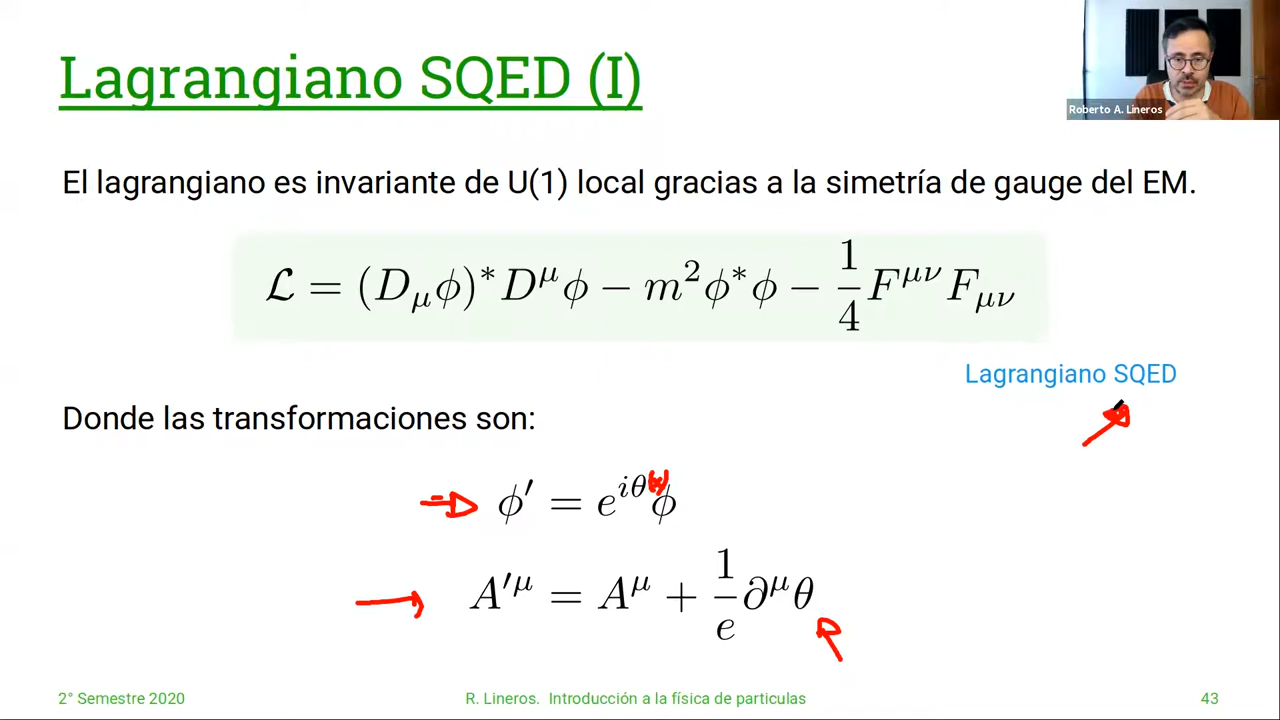 Lagrangiano SQED (I)
Roberto A. Lineros
El lagrangiano es invariante de U(1) local gracias a la simetría de gauge del EM.
ℒ = (D_μϕ)* D^μϕ − m²ϕ*ϕ − 1/4 F^{μν}F_{μν}
Lagrangiano SQED
Donde las transformaciones son:
ϕ′ = e^{iθ(x)}ϕ
A′^μ = A^μ + 1/e ∂^μθ
2° Semestre 2020
R. Lineros. Introducción a la física de particulas
43